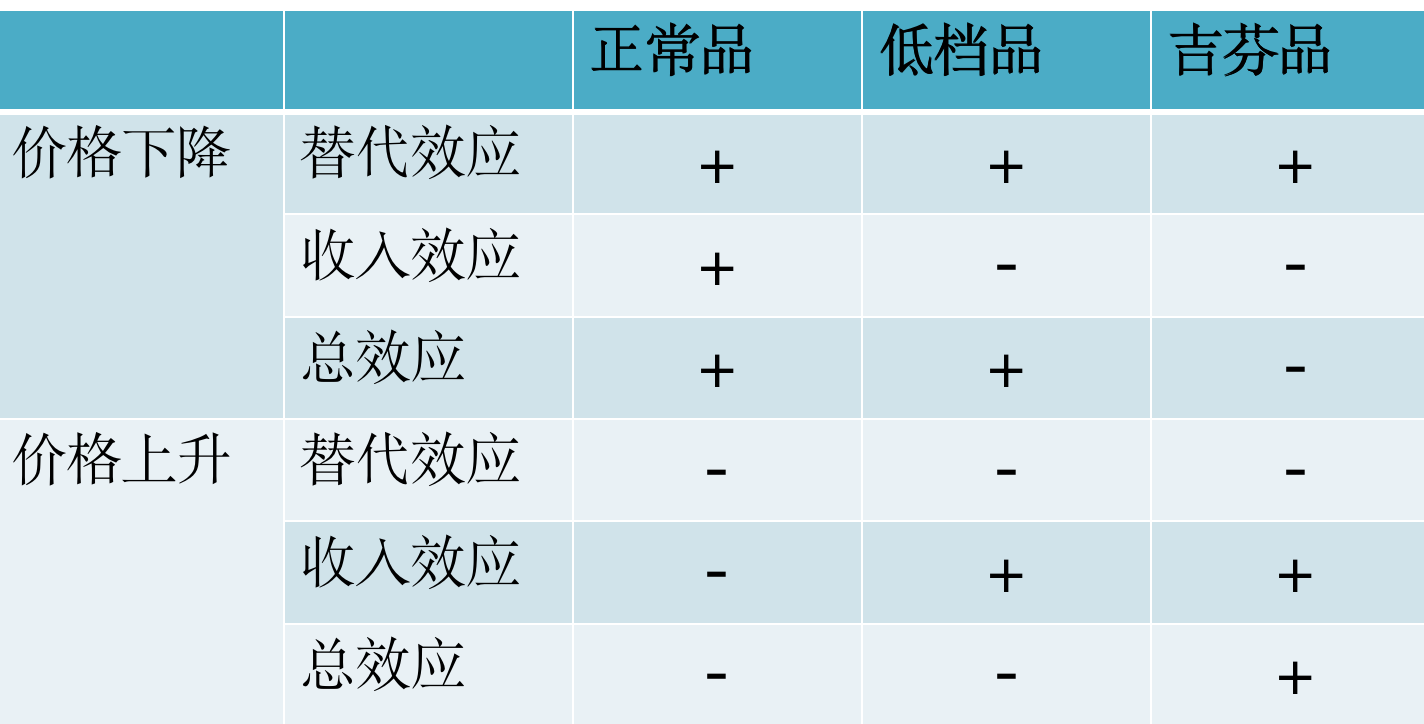 正常品 低档品 吉芬品
价格下降 替代效应 + + +
收入效应 + - -
总效应 + + -
价格上升 替代效应 - - -
收入效应 - + +
总效应 - - +